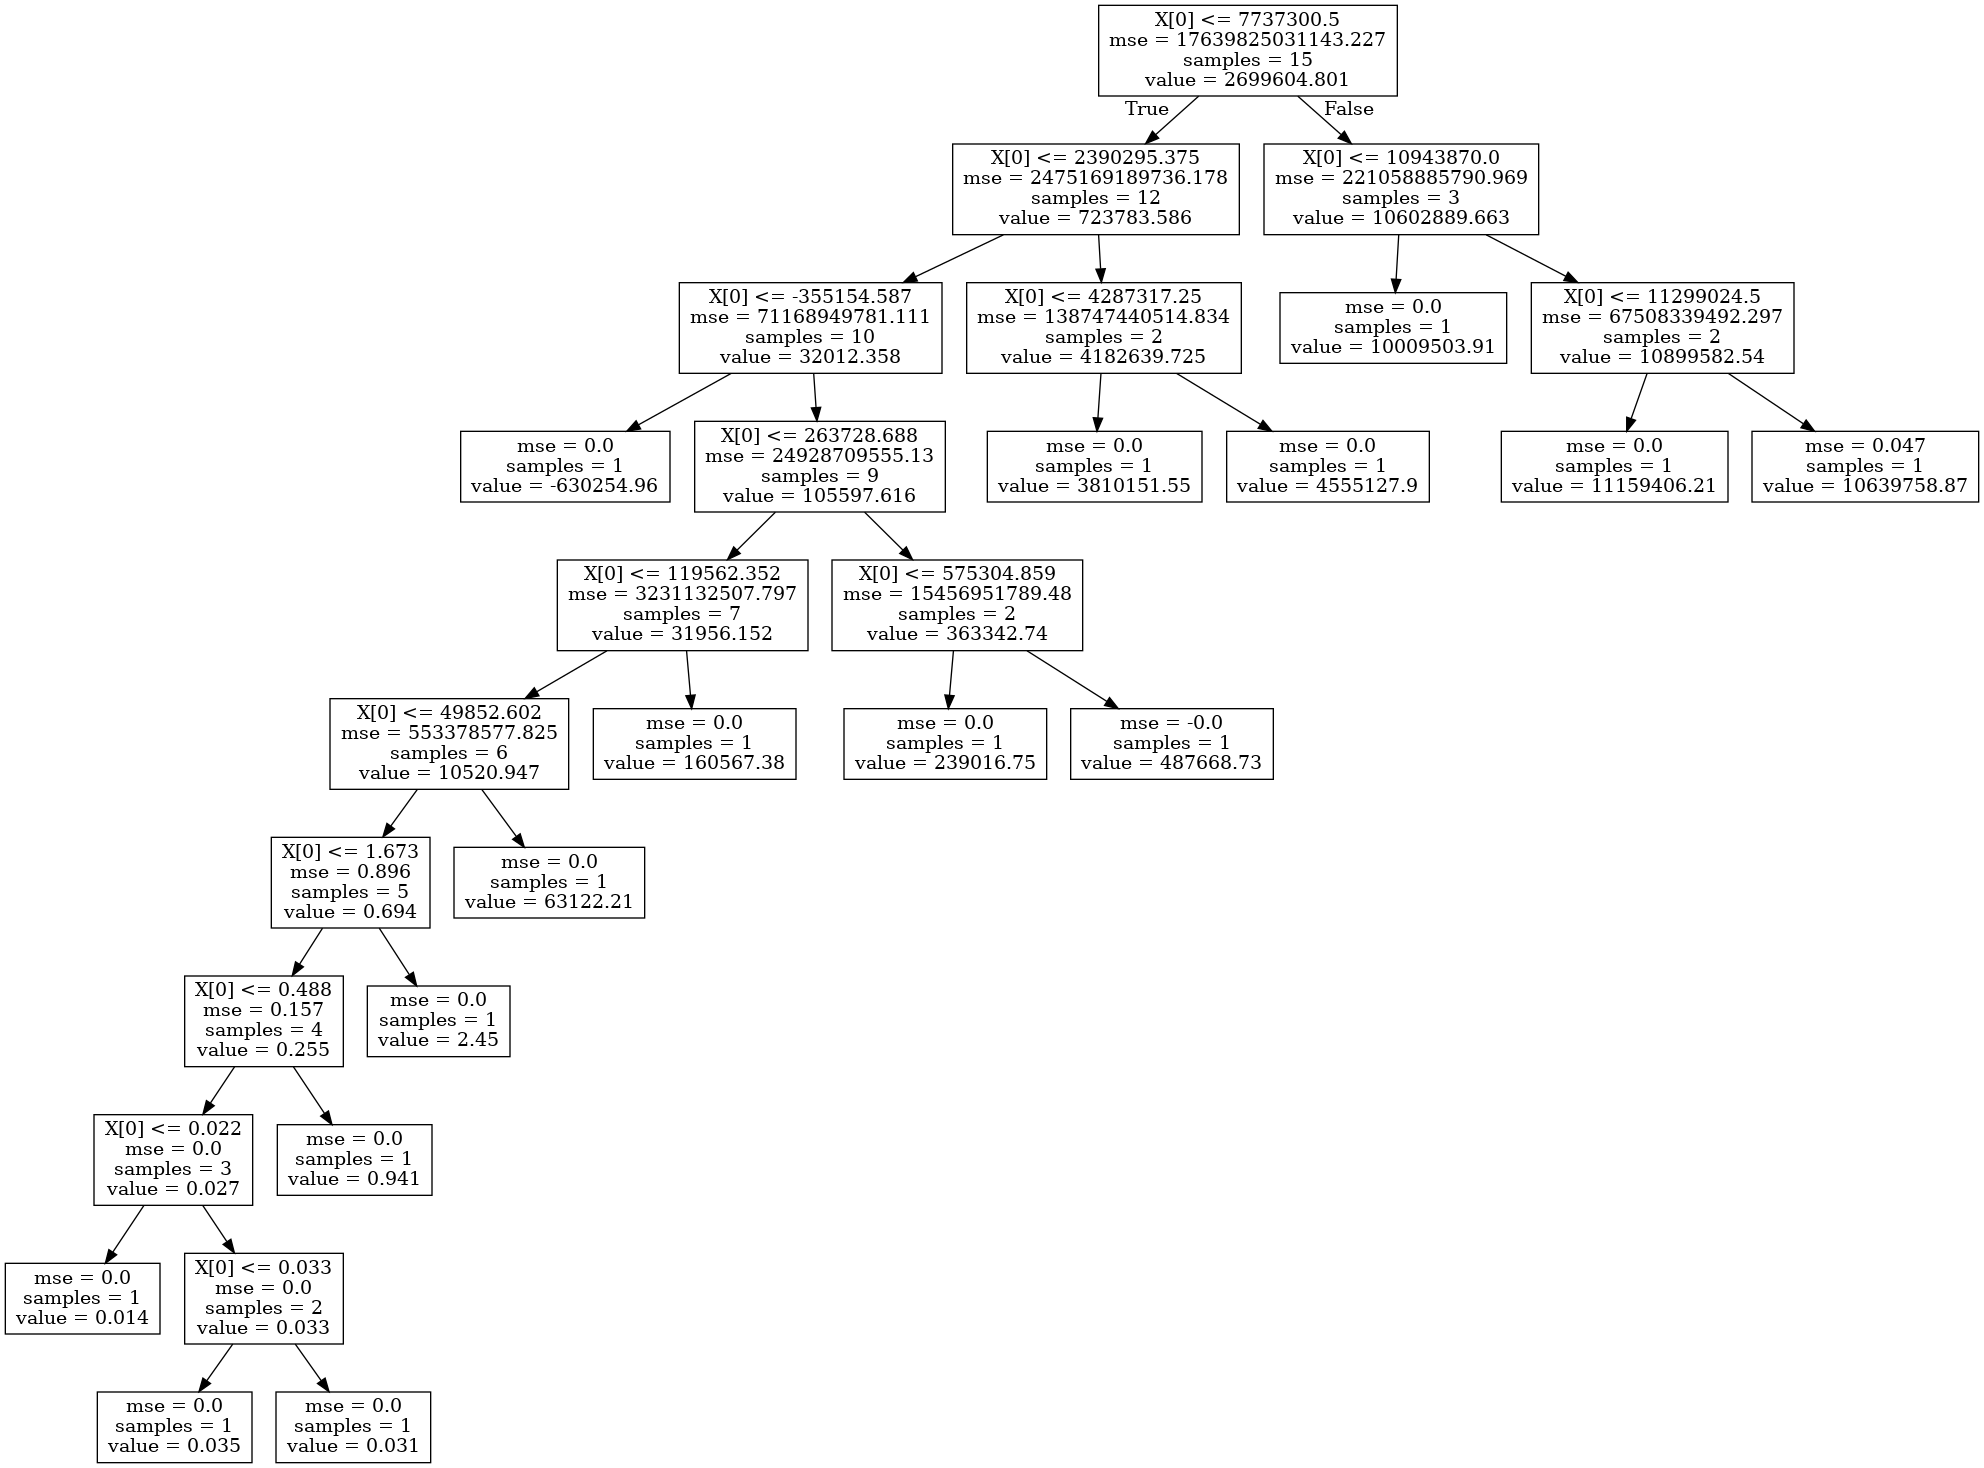 X[0] <= 7737300.5
mse = 17639825031143.227
samples = 15
value = 2699604.801
True
False
X[0] <= 2390295.375
mse = 2475169189736.178
samples = 12
value = 723783.586
X[0] <= 10943870.0
mse = 221058885790.969
samples = 3
value = 10602889.663
X[0] <= -355154.587
mse = 71168949781.111
samples = 10
value = 32012.358
X[0] <= 4287317.25
mse = 138747440514.834
samples = 2
value = 4182639.725
mse = 0.0
samples = 1
value = 10009503.91
X[0] <= 11299024.5
mse = 67508339492.297
samples = 2
value = 10899582.54
mse = 0.0
samples = 1
value = -630254.96
X[0] <= 263728.688
mse = 24928709555.13
samples = 9
value = 105597.616
mse = 0.0
samples = 1
value = 3810151.55
mse = 0.0
samples = 1
value = 4555127.9
mse = 0.0
samples = 1
value = 11159406.21
mse = 0.047
samples = 1
value = 10639758.87
X[0] <= 119562.352
mse = 3231132507.797
samples = 7
value = 31956.152
X[0] <= 575304.859
mse = 15456951789.48
samples = 2
value = 363342.74
X[0] <= 49852.602
mse = 553378577.825
samples = 6
value = 10520.947
mse = 0.0
samples = 1
value = 160567.38
mse = 0.0
samples = 1
value = 239016.75
mse = -0.0
samples = 1
value = 487668.73
X[0] <= 1.673
mse = 0.896
samples = 5
value = 0.694
mse = 0.0
samples = 1
value = 63122.21
X[0] <= 0.488
mse = 0.157
samples = 4
value = 0.255
mse = 0.0
samples = 1
value = 2.45
X[0] <= 0.022
mse = 0.0
samples = 3
value = 0.027
mse = 0.0
samples = 1
value = 0.941
mse = 0.0
samples = 1
value = 0.014
X[0] <= 0.033
mse = 0.0
samples = 2
value = 0.033
mse = 0.0
samples = 1
value = 0.035
mse = 0.0
samples = 1
value = 0.031